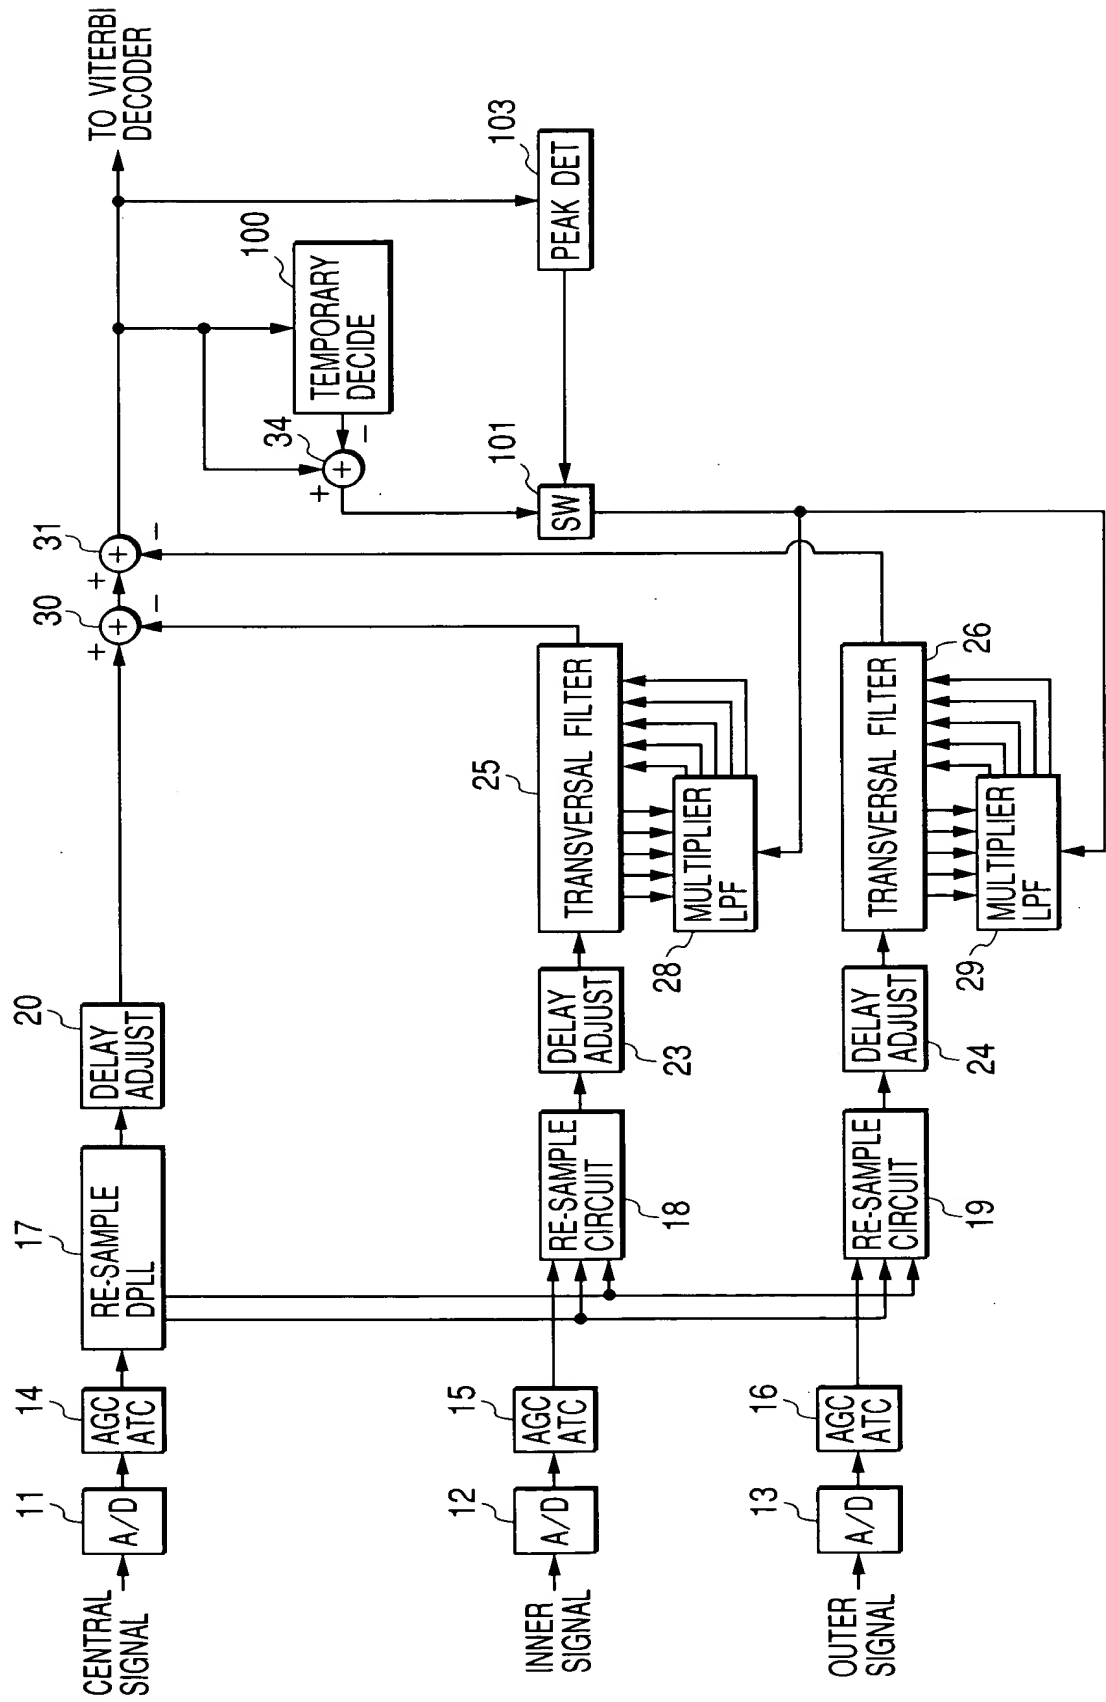 CENTRAL
SIGNAL
11
A/D
14
AGC
ATC
17
RE-SAMPLE
DPLL
20
DELAY
ADJUST
30
+
+
-
31
+
+
-
TO VITERBI
DECODER
100
TEMPORARY
DECIDE
34
+
+
-
101
SW
103
PEAK DET
INNER
SIGNAL
12
A/D
15
AGC
ATC
RE-SAMPLE
CIRCUIT
18
DELAY
ADJUST
23
25
TRANSVERSAL FILTER
MULTIPLIER
LPF
28
OUTER
SIGNAL
13
A/D
16
AGC
ATC
RE-SAMPLE
CIRCUIT
19
DELAY
ADJUST
24
TRANSVERSAL FILTER
26
MULTIPLIER
LPF
29